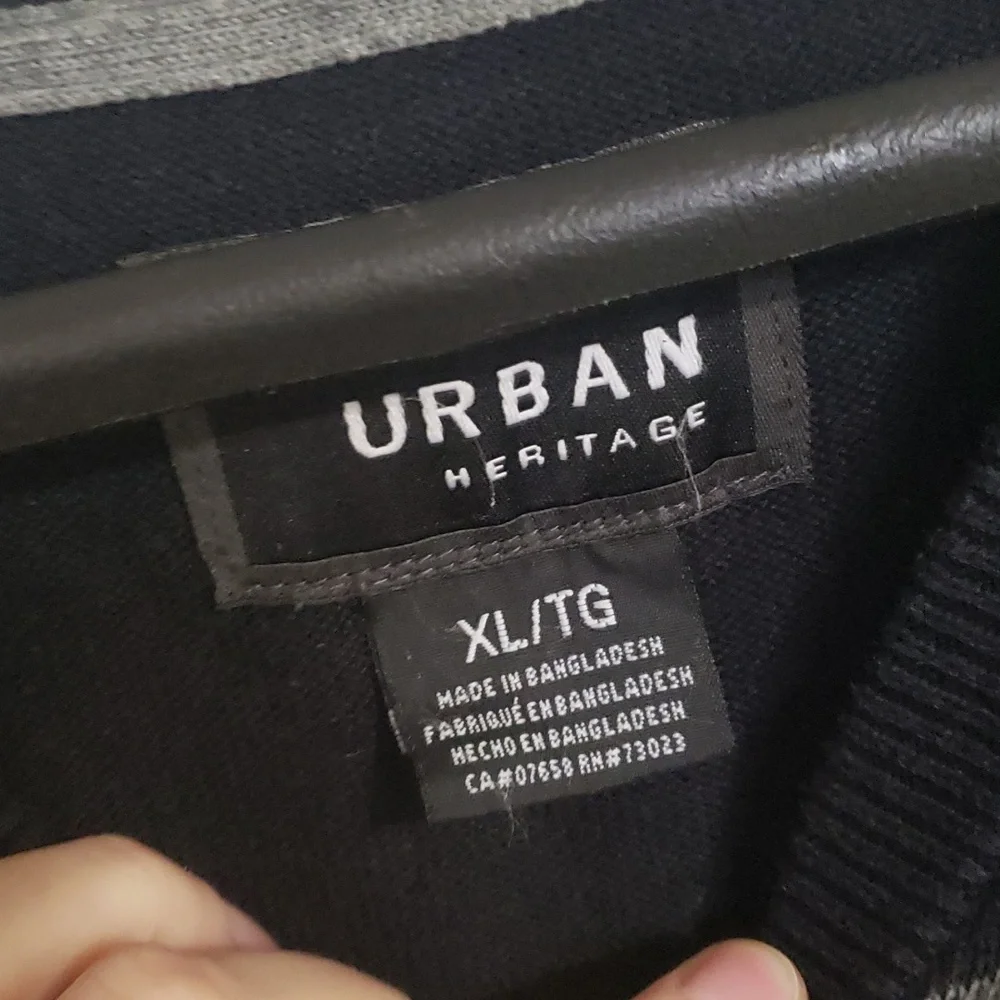 URBAN
HERITAGE
XL/TG
MADE IN BANGLADESH
FABRIQUÉ EN BANGLADESH
HECHO EN BANGLADESH
CA#07658 RN#73023